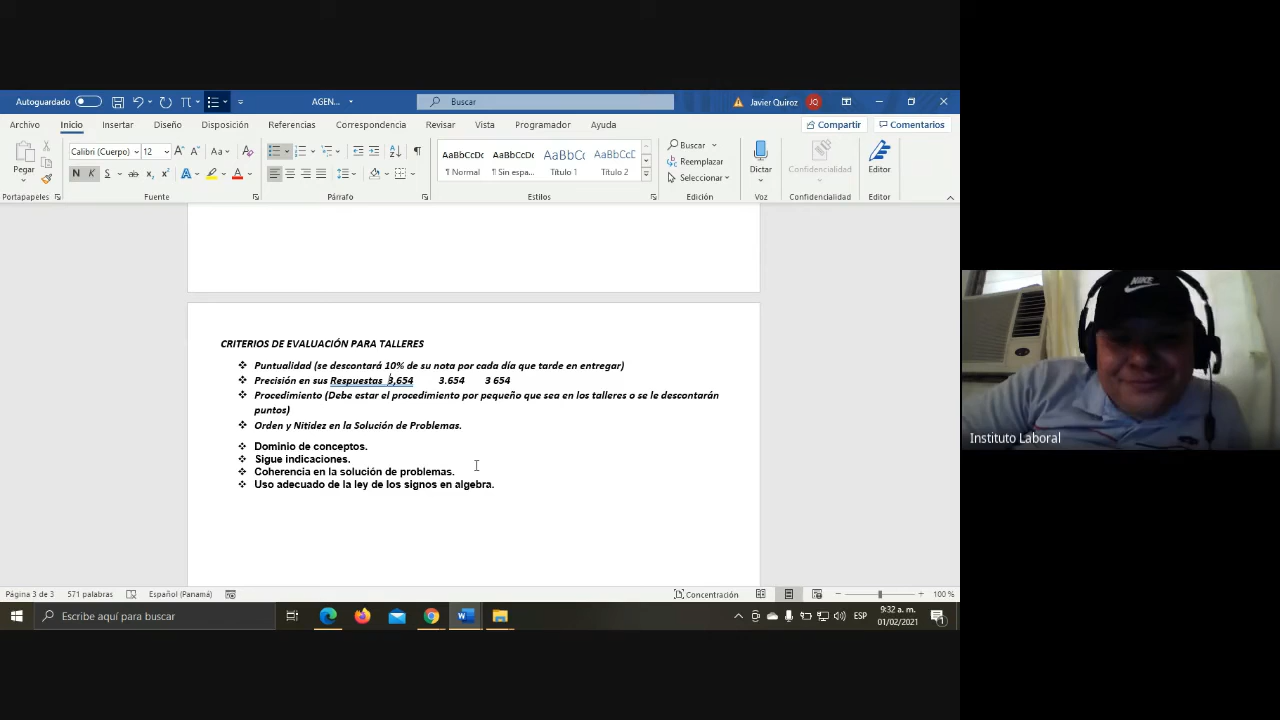 Autoguardado
AGEN...
Buscar
Javier Quiroz
JQ
Archivo
Inicio
Insertar
Diseño
Disposición
Referencias
Correspondencia
Revisar
Vista
Programador
Ayuda
Compartir
Comentarios
Pegar
Calibri (Cuerpo)
12
AaBbCcDc
AaBbCcDc
AaBbCc
AaBbCcD
¶ Normal
¶ Sin espa...
Título 1
Título 2
Buscar
Reemplazar
Seleccionar
Dictar
Confidencialidad
Editor
Portapapeles
Fuente
Párrafo
Estilos
Edición
Voz
Confidencialidad
Editor
CRITERIOS DE EVALUACIÓN PARA TALLERES
❖ Puntualidad (se descontará 10% de su nota por cada día que tarde en entregar)
❖ Precisión en sus Respuestas 3,654 3.654 3 654
❖ Procedimiento (Debe estar el procedimiento por pequeño que sea en los talleres o se le descontarán
puntos)
❖ Orden y Nitidez en la Solución de Problemas.
❖ Dominio de conceptos.
❖ Sigue indicaciones.
❖ Coherencia en la solución de problemas.
❖ Uso adecuado de la ley de los signos en algebra.
NIKE
Instituto Laboral
Página 3 de 3
571 palabras
Español (Panamá)
Concentración
100 %
Escribe aquí para buscar
ESP
9:32 a. m.
01/02/2021